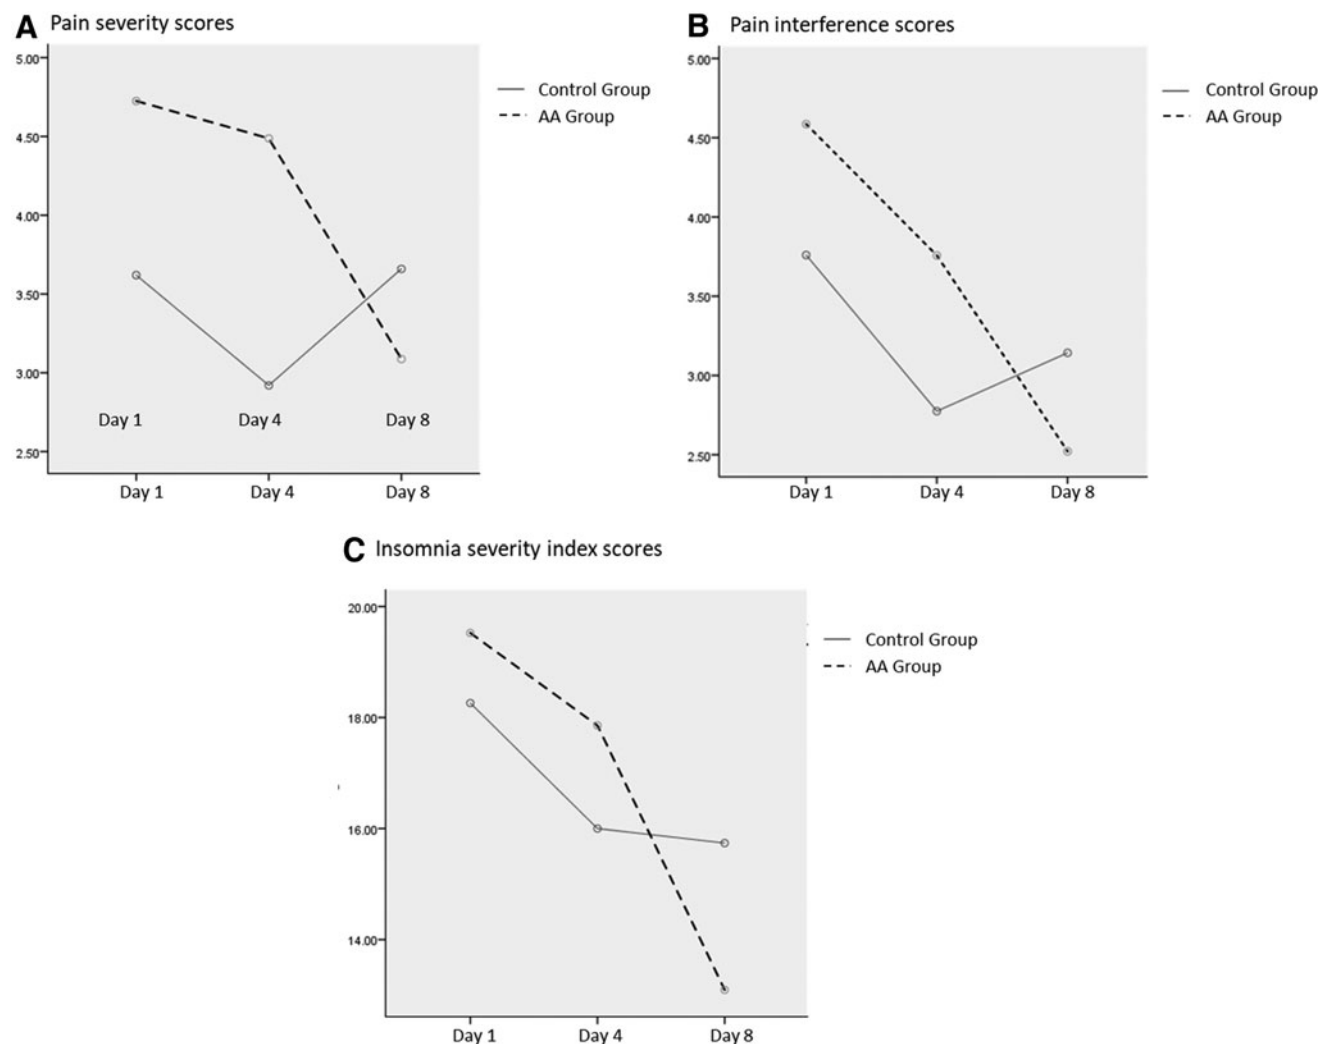 A Pain severity scores
5.00
4.50
4.00
3.50
3.00
2.50
Day 1 Day 4 Day 8
Day 1 Day 4 Day 8
Control Group
AA Group
B Pain interference scores
5.00
4.50
4.00
3.50
3.00
2.50
Day 1 Day 4 Day 8
Control Group
AA Group
C Insomnia severity index scores
20.00
18.00
16.00
14.00
Day 1 Day 4 Day 8
Control Group
AA Group